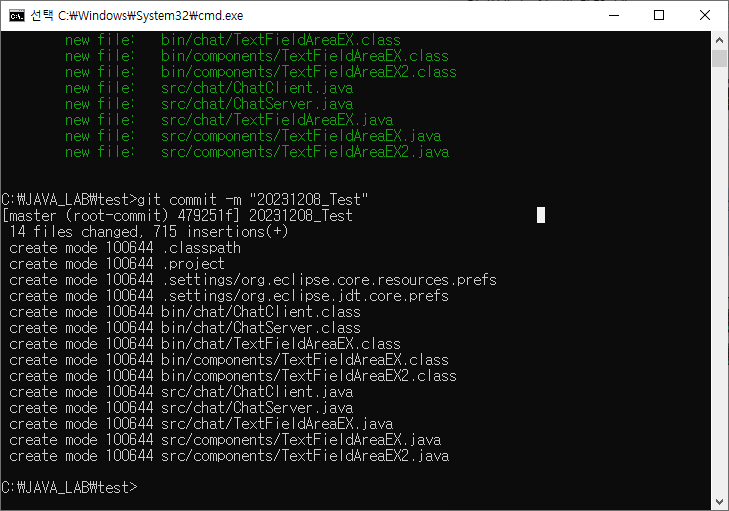 선택 C:\Windows\System32\cmd.exe
new file:   bin/chat/TextFieldAreaEX.class
new file:   bin/components/TextFieldAreaEX.class
new file:   bin/components/TextFieldAreaEX2.class
new file:   src/chat/ChatClient.java
new file:   src/chat/ChatServer.java
new file:   src/chat/TextFieldAreaEX.java
new file:   src/components/TextFieldAreaEX.java
new file:   src/components/TextFieldAreaEX2.java
C:₩JAVA_LAB₩test>git commit -m "20231208_Test"
[master (root-commit) 479251f] 20231208_Test
14 files changed, 715 insertions(+)
create mode 100644 .classpath
create mode 100644 .project
create mode 100644 .settings/org.eclipse.core.resources.prefs
create mode 100644 .settings/org.eclipse.jdt.core.prefs
create mode 100644 bin/chat/ChatClient.class
create mode 100644 bin/chat/ChatServer.class
create mode 100644 bin/chat/TextFieldAreaEX.class
create mode 100644 bin/components/TextFieldAreaEX.class
create mode 100644 bin/components/TextFieldAreaEX2.class
create mode 100644 src/chat/ChatClient.java
create mode 100644 src/chat/ChatServer.java
create mode 100644 src/chat/TextFieldAreaEX.java
create mode 100644 src/components/TextFieldAreaEX.java
create mode 100644 src/components/TextFieldAreaEX2.java
C:₩JAVA_LAB₩test>